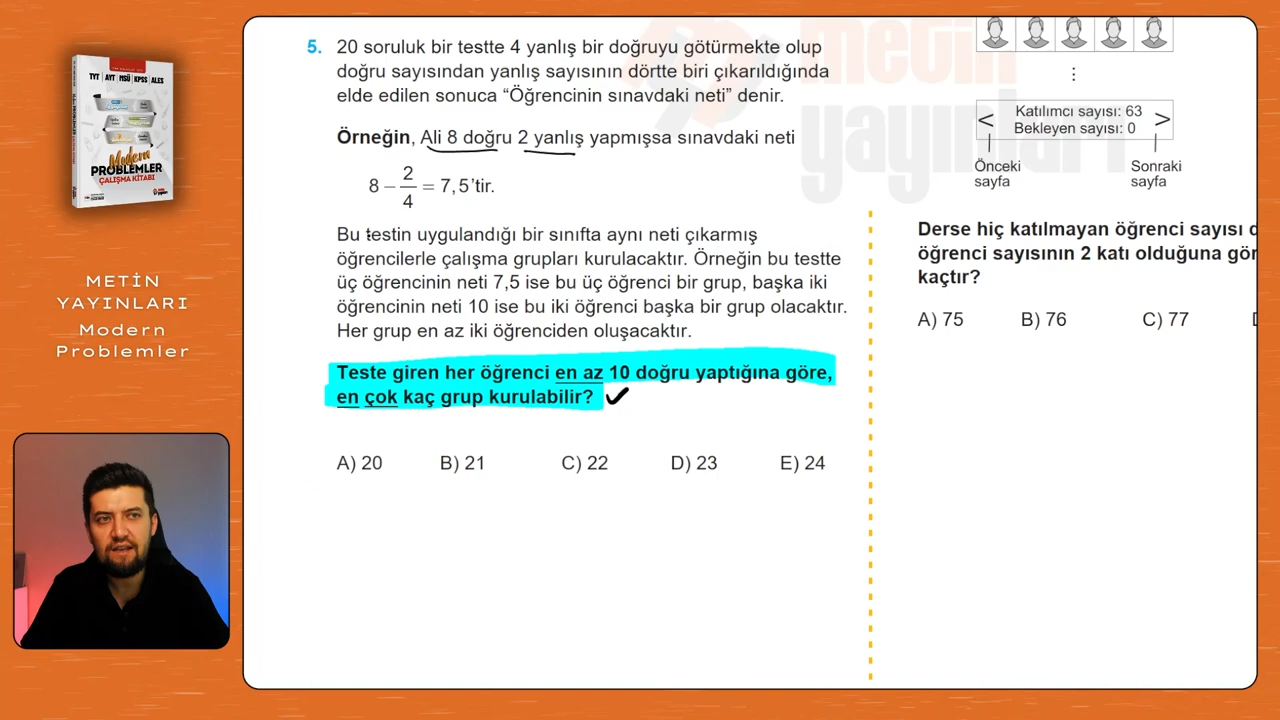 TYT | AYT | MSÜ | KPSS | ALES
Modern
PROBLEMLER
ÇALIŞMA KİTABI
METİN
YAYINLARI
Modern
Problemler
5. 20 soruluk bir testte 4 yanlış bir doğruyu götürmekte olup
doğru sayısından yanlış sayısının dörtte biri çıkarıldığında
elde edilen sonuca “Öğrencinin sınavdaki neti” denir.
Örneğin, Ali 8 doğru 2 yanlış yapmışsa sınavdaki neti
8 − 2/4 = 7,5’tir.
Bu testin uygulandığı bir sınıfta aynı neti çıkarmış
öğrencilerle çalışma grupları kurulacaktır. Örneğin bu testte
üç öğrencinin neti 7,5 ise bu üç öğrenci bir grup, başka iki
öğrencinin neti 10 ise bu iki öğrenci başka bir grup olacaktır.
Her grup en az iki öğrenciden oluşacaktır.
Teste giren her öğrenci en az 10 doğru yaptığına göre,
en çok kaç grup kurulabilir?
A) 20 B) 21 C) 22 D) 23 E) 24
metin
yayınları
Katılımcı sayısı: 63
Bekleyen sayısı: 0
< >
Önceki
sayfa
Sonraki
sayfa
Derse hiç katılmayan öğrenci sayısı d
öğrenci sayısının 2 katı olduğuna gör
kaçtır?
A) 75 B) 76 C) 77